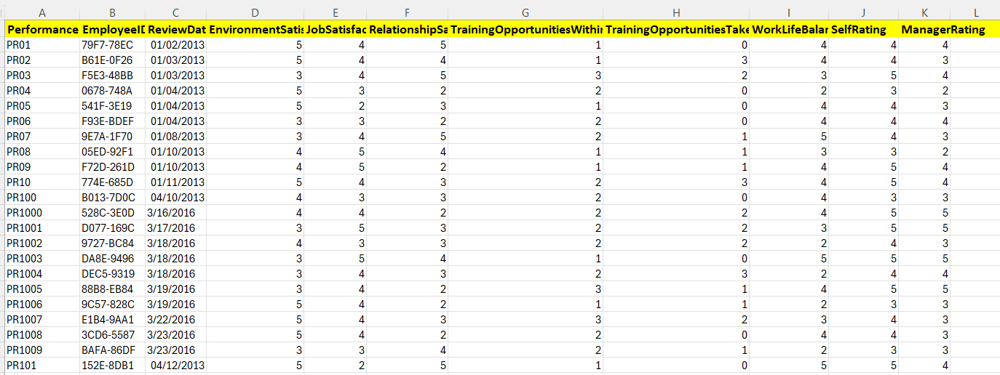 A B C D E F G H I J K L
Performance EmployeeID ReviewDat EnvironmentSatis JobSatisfac RelationshipSa TrainingOpportunitiesWithin TrainingOpportunitiesTake WorkLifeBalan SelfRating ManagerRating
PR01 79F7-78EC 01/02/2013 5 4 5 1 0 4 4 4
PR02 B61E-0F26 01/03/2013 5 4 4 1 3 4 4 3
PR03 F5E3-48BB 01/03/2013 3 4 5 3 2 3 5 4
PR04 0678-748A 01/04/2013 5 3 2 2 0 2 3 2
PR05 541F-3E19 01/04/2013 5 2 3 1 0 4 4 3
PR06 F93E-BDEF 01/04/2013 3 3 2 2 0 4 4 4
PR07 9E7A-1F70 01/08/2013 3 4 5 2 1 5 4 3
PR08 05ED-92F1 01/10/2013 4 5 4 1 1 3 3 2
PR09 F72D-261D 01/10/2013 4 5 2 1 1 4 5 4
PR10 774E-685D 01/11/2013 5 4 3 2 3 4 5 4
PR100 B013-7D0C 04/10/2013 4 3 3 2 0 4 3 3
PR1000 528C-3E0D 3/16/2016 4 4 2 2 2 4 5 5
PR1001 D077-169C 3/17/2016 3 5 3 2 2 3 5 5
PR1002 9727-BC84 3/18/2016 4 3 3 2 2 2 4 3
PR1003 DA8E-9496 3/18/2016 3 5 4 1 0 5 5 5
PR1004 DEC5-9319 3/18/2016 3 4 3 2 3 2 4 4
PR1005 88B8-EB84 3/19/2016 3 4 2 3 1 4 5 5
PR1006 9C57-828C 3/19/2016 5 4 2 1 1 2 3 3
PR1007 E1B4-9AA1 3/22/2016 5 4 3 3 2 3 4 3
PR1008 3CD6-5587 3/23/2016 5 4 2 2 0 4 4 3
PR1009 BAFA-86DF 3/23/2016 3 3 4 2 1 2 3 3
PR101 152E-8DB1 04/12/2013 5 2 5 1 0 5 5 4